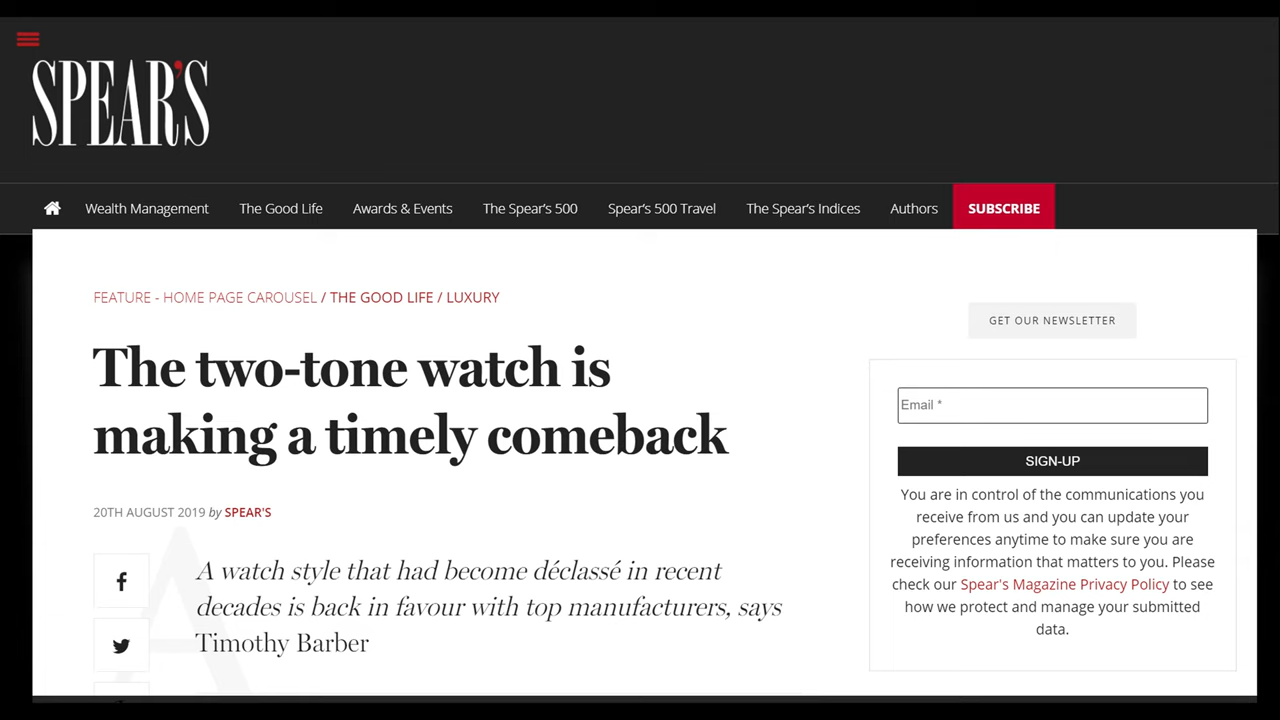 SPEAR'S
Wealth Management The Good Life Awards & Events The Spear's 500 Spear's 500 Travel The Spear's Indices Authors SUBSCRIBE
FEATURE - HOME PAGE CAROUSEL / THE GOOD LIFE / LUXURY
The two-tone watch is
making a timely comeback
20TH AUGUST 2019 by SPEAR'S
A watch style that had become déclassé in recent
decades is back in favour with top manufacturers, says
Timothy Barber
GET OUR NEWSLETTER
Email *
SIGN-UP
You are in control of the communications you
receive from us and you can update your
preferences anytime to make sure you are
receiving information that matters to you. Please
check our Spear's Magazine Privacy Policy to see
how we protect and manage your submitted
data.